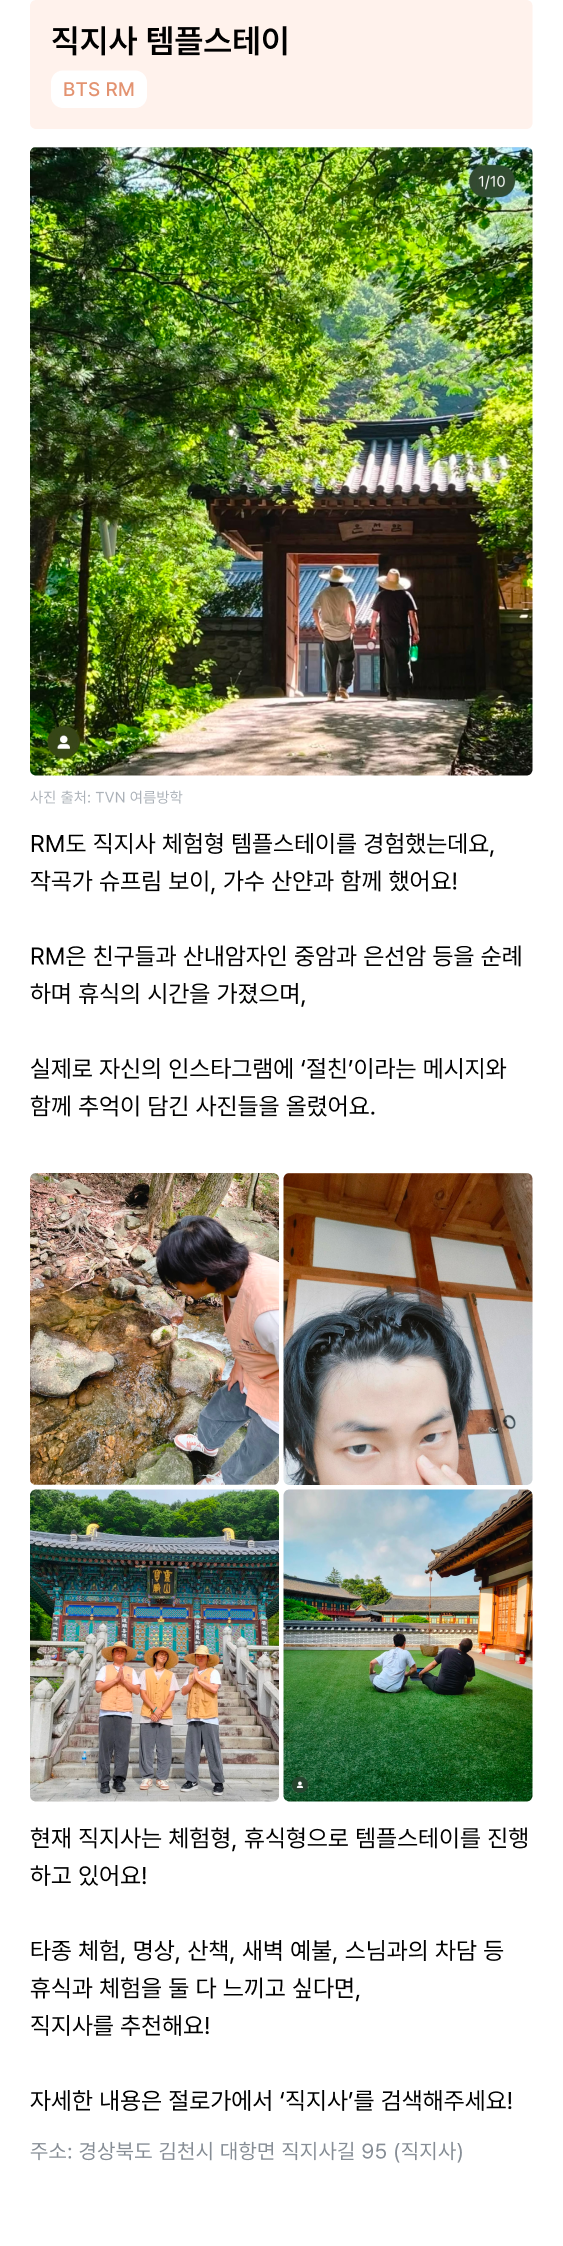 직지사 템플스테이
BTS RM
1/10
사진 출처: TVN 여름방학
RM도 직지사 체험형 템플스테이를 경험했는데요,
작곡가 슈프림 보이, 가수 산얀과 함께 했어요!
RM은 친구들과 산내암자인 중암과 은선암 등을 순례
하며 휴식의 시간을 가졌으며,
실제로 자신의 인스타그램에 ‘절친’이라는 메시지와
함께 추억이 담긴 사진들을 올렸어요.
현재 직지사는 체험형, 휴식형으로 템플스테이를 진행
하고 있어요!
타종 체험, 명상, 산책, 새벽 예불, 스님과의 차담 등
휴식과 체험을 둘 다 느끼고 싶다면,
직지사를 추천해요!
자세한 내용은 절로가에서 ‘직지사’를 검색해주세요!
주소: 경상북도 김천시 대항면 직지사길 95 (직지사)